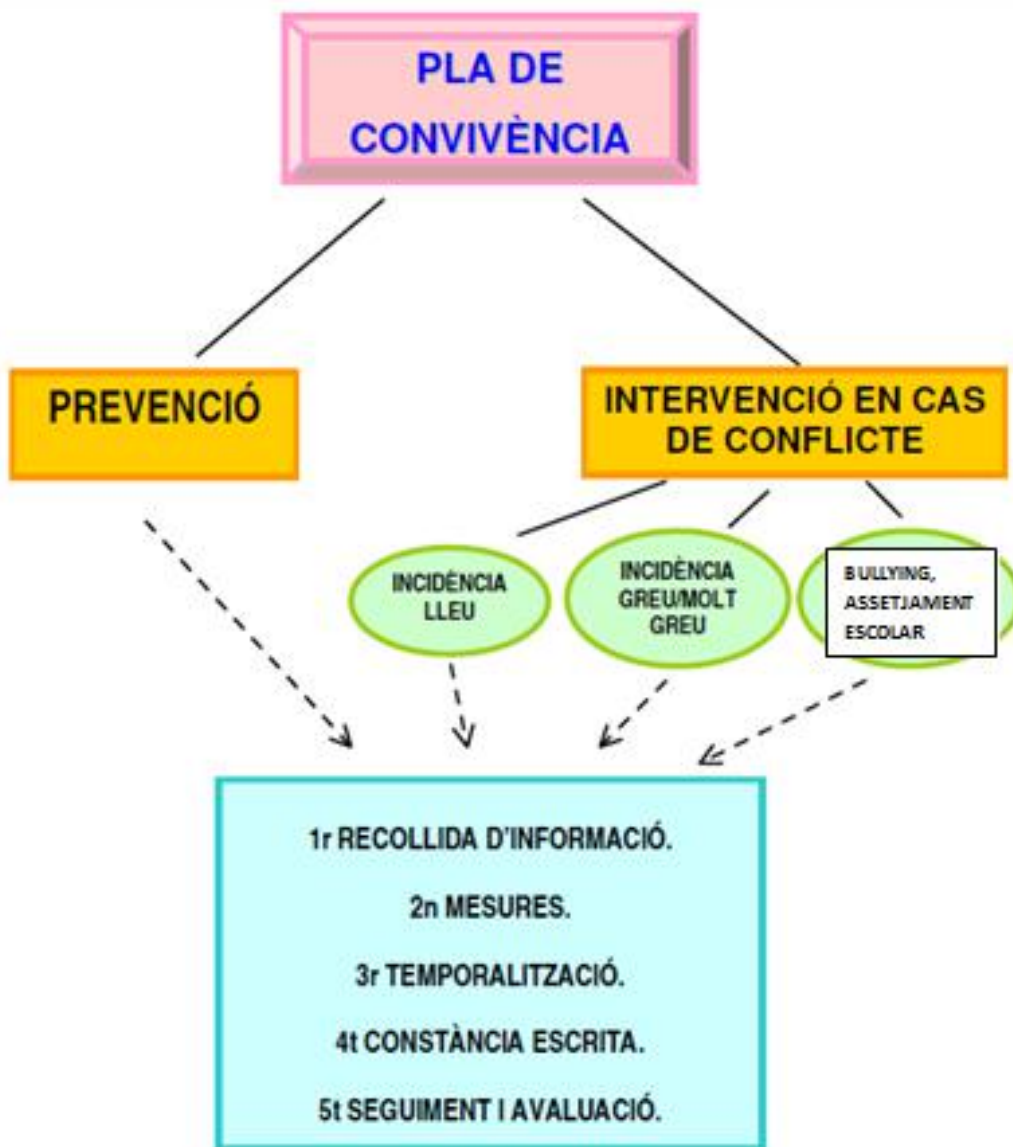 PLA DE
CONVIVÈNCIA
PREVENCIÓ
INTERVENCIÓ EN CAS
DE CONFLICTE
INCIDÈNCIA
LLEU
INCIDÈNCIA
GREU/MOLT
GREU
BULLYING,
ASSETJAMENT
ESCOLAR
1r RECOLLIDA D'INFORMACIÓ.
2n MESURES.
3r TEMPORALITZACIÓ.
4t CONSTÀNCIA ESCRITA.
5t SEGUIMENT I AVALUACIÓ.